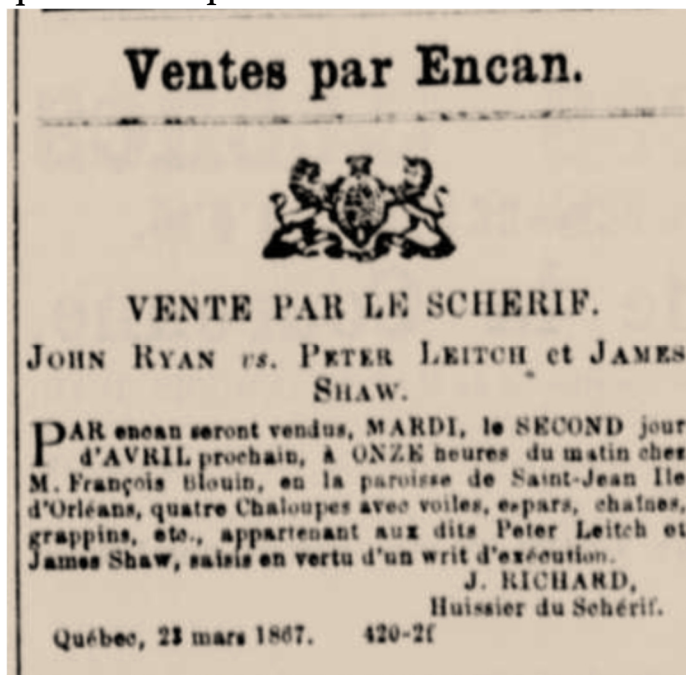 Ventes par Encan.
VENTE PAR LE SCHERIF.
JOHN RYAN vs. PETER LEITCH et JAMES
SHAW.
PAR encan seront vendus, MARDI, le SECOND jour
d'AVRIL prochain, à ONZE heures du matin chez
M. François Blouin, en la paroisse de Saint-Jean Ile
d'Orléans, quatre Chaloupes avec voiles, espars, chaînes,
grappins, etc., appartenant aux dits Peter Leitch et
James Shaw, saisis en vertu d'un writ d'exécution.
J. RICHARD,
Huissier du Schérif.
Québec, 23 mars 1867. 420-2f